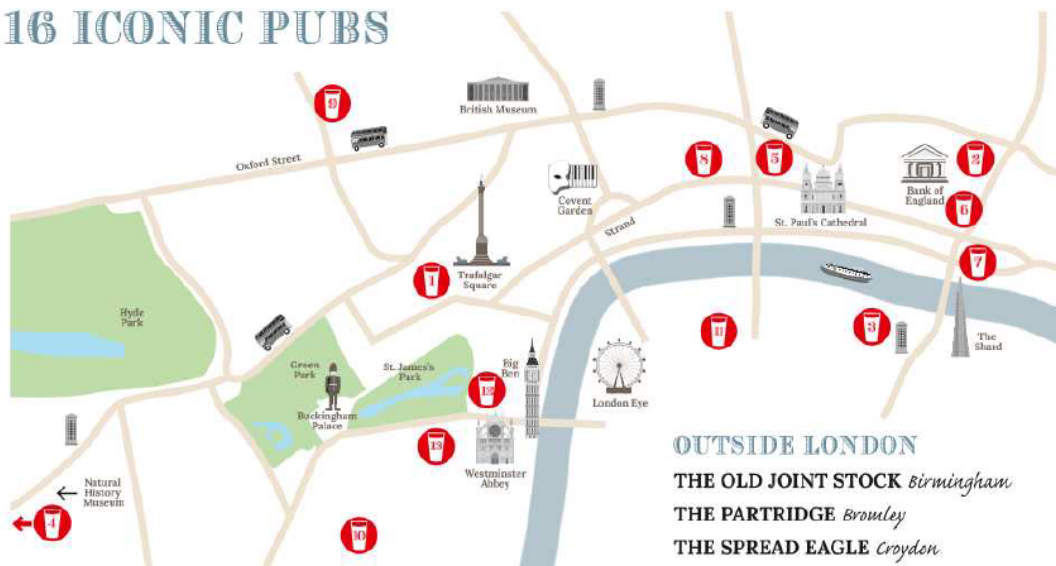 16 ICONIC PUBS
9
British Museum
Oxford Street
8
5
2
Covent
Garden
Bank of
England
6
Strand
St. Paul's Cathedral
7
1
Trafalgar
Square
Hyde
Park
11
3
The
Shard
Green
Park
St. James's
Park
Big
Ben
12
London Eye
Buckingham
Palace
13
Westminster
Abbey
Natural
History
Museum
4
10
OUTSIDE LONDON
THE OLD JOINT STOCK Birmingham
THE PARTRIDGE Bromley
THE SPREAD EAGLE Croydon